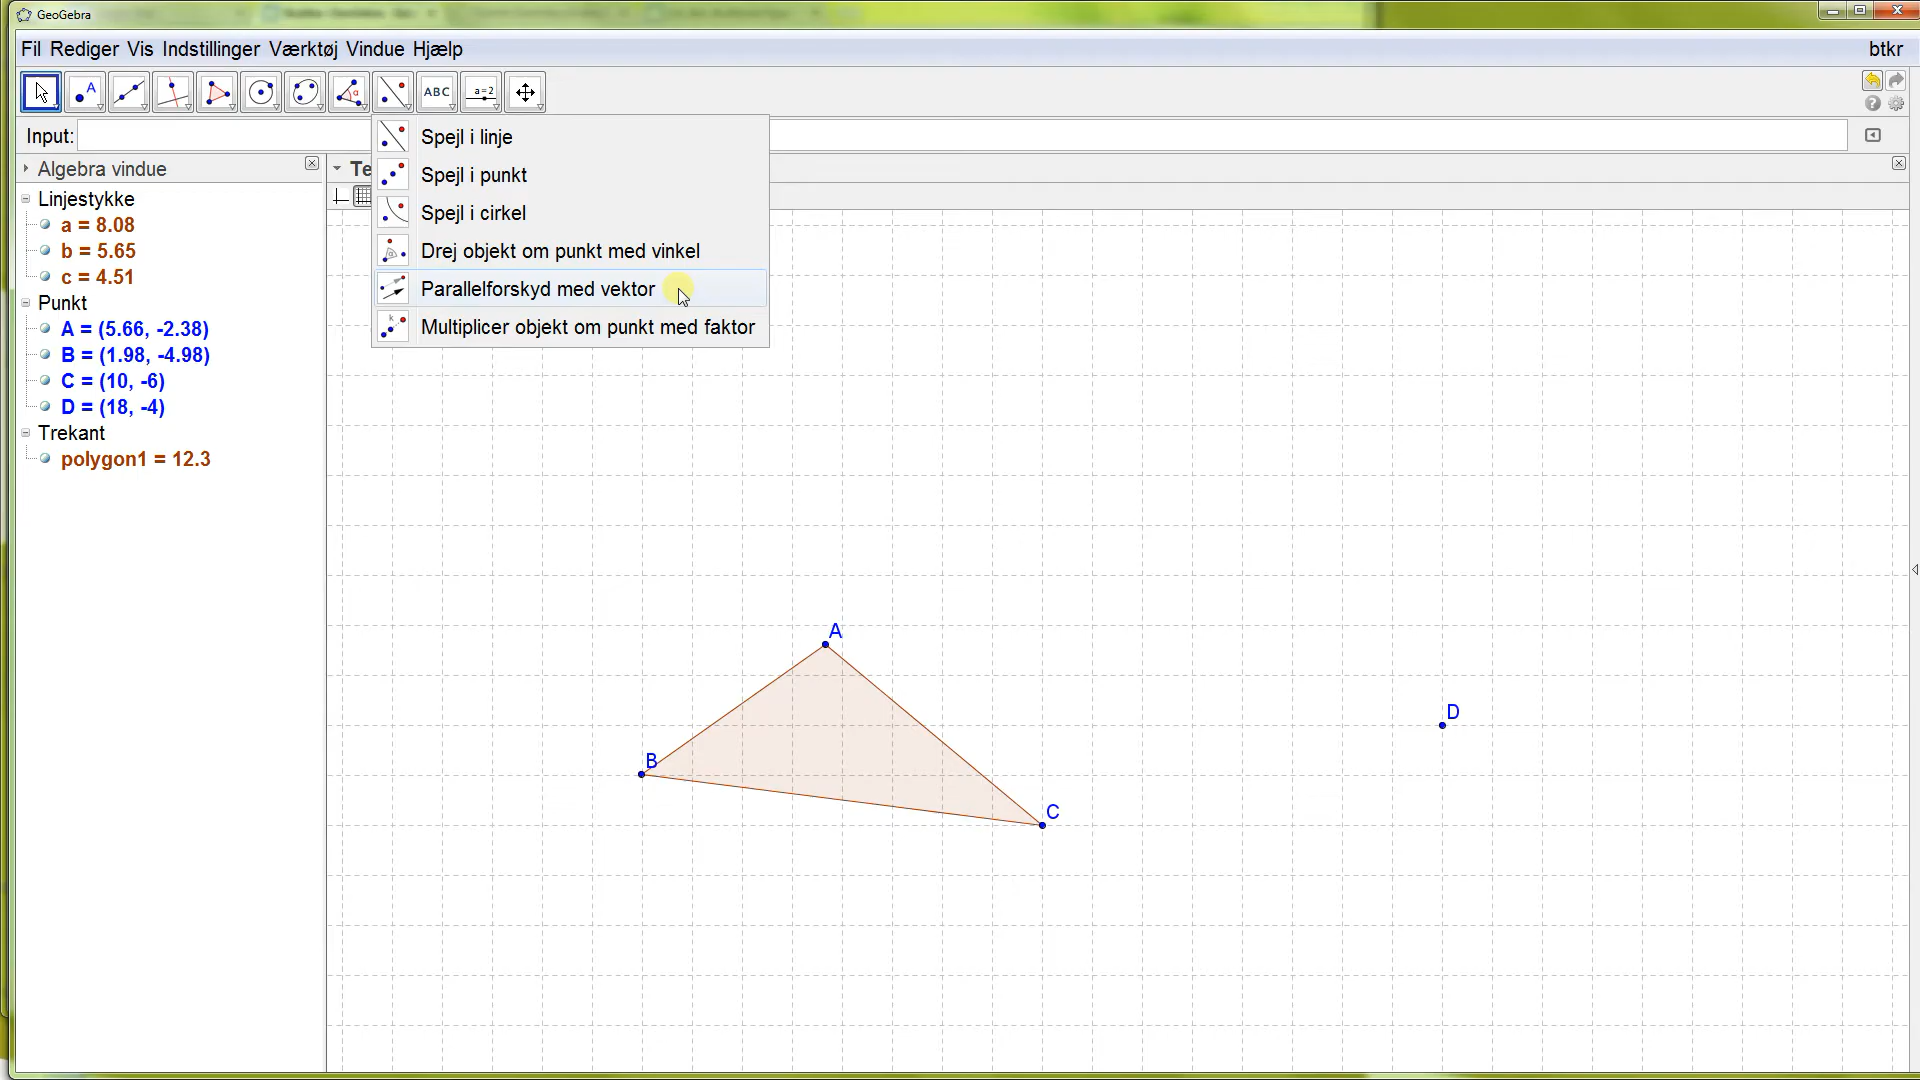 GeoGebra
Fil Rediger Vis Indstillinger Værktøj Vindue Hjælp
btkr
A
α
ABC
a=2
Input:
Algebra vindue
Te
Linjestykke
a = 8.08
b = 5.65
c = 4.51
Punkt
A = (5.66, -2.38)
B = (1.98, -4.98)
C = (10, -6)
D = (18, -4)
Trekant
polygon1 = 12.3
Spejl i linje
Spejl i punkt
Spejl i cirkel
Drej objekt om punkt med vinkel
Parallelforskyd med vektor
k
Multiplicer objekt om punkt med faktor
A
B
C
D